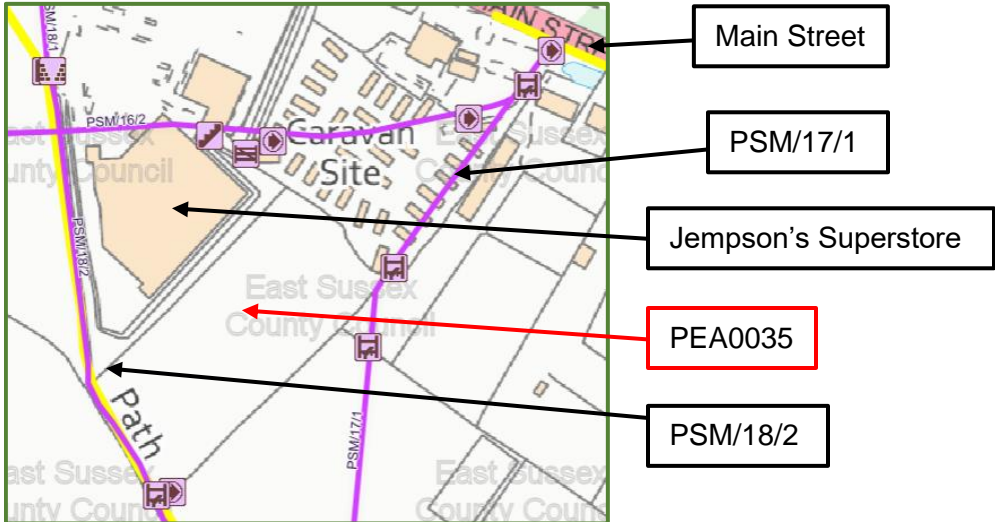 MAIN STR
Main Street
PSM/18/1
PSM/16/2
East Sussex
County Council
Caravan
Site
East Sussex
County Council
PSM/17/1
PSM/18/2
Jempson's Superstore
East Sussex
County Council
PEA0035
PSM/18/2
Path
PSM/17/1
East Sussex
County Council
East Sussex
County Council